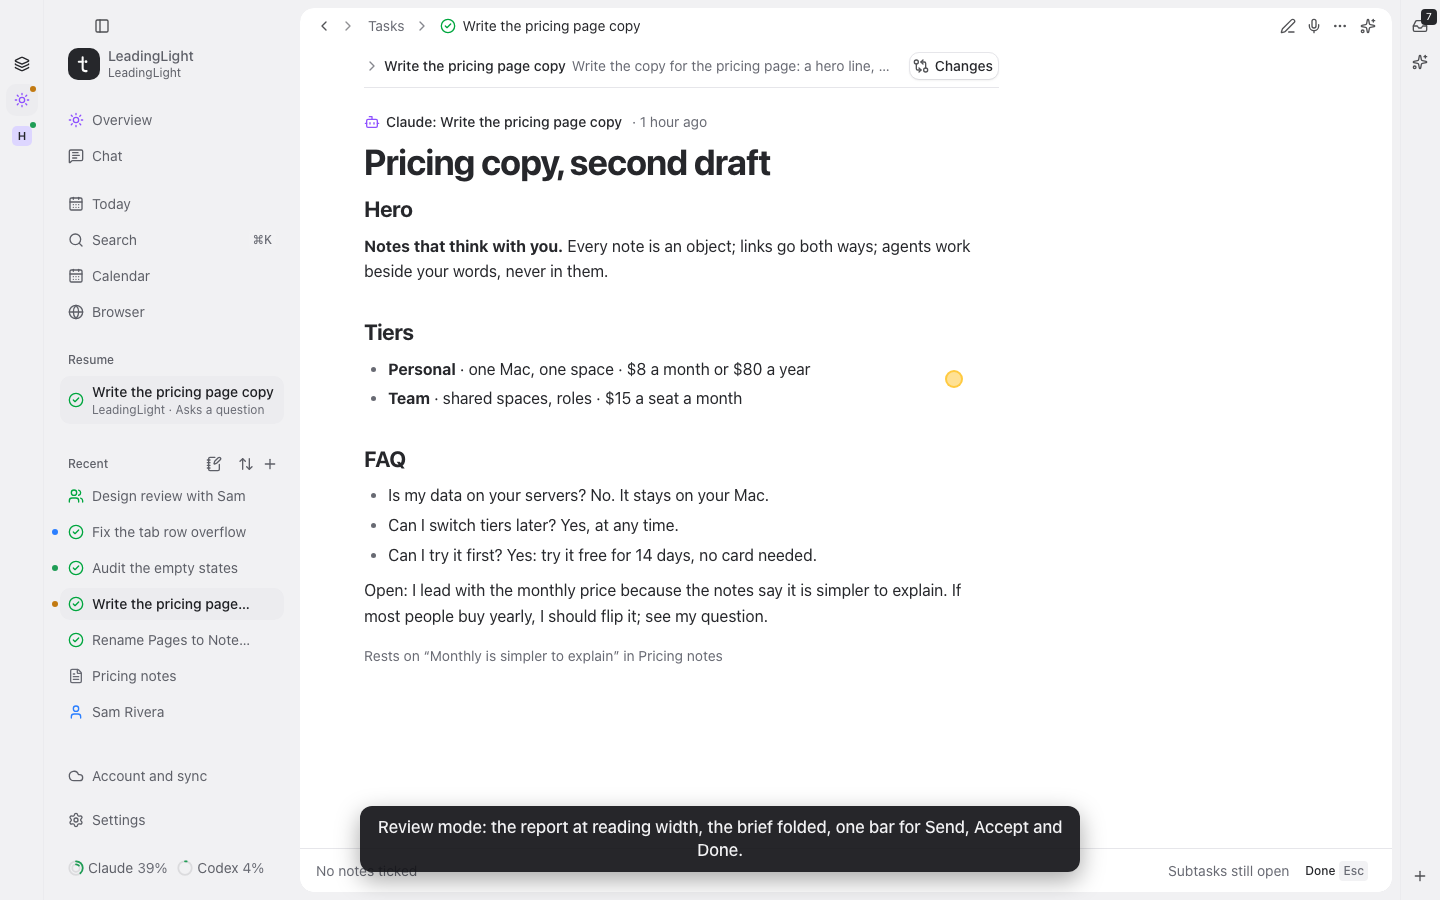 LeadingLight
LeadingLight
H
Overview
Chat
Today
Search ⌘K
Calendar
Browser
Resume
Write the pricing page copy
LeadingLight · Asks a question
Recent
Design review with Sam
Fix the tab row overflow
Audit the empty states
Write the pricing page...
Rename Pages to Note...
Pricing notes
Sam Rivera
Account and sync
Settings
Claude 39% Codex 4%
Tasks Write the pricing page copy
7
Write the pricing page copy Write the copy for the pricing page: a hero line, ... Changes
Claude: Write the pricing page copy · 1 hour ago
Pricing copy, second draft
Hero
Notes that think with you. Every note is an object; links go both ways; agents work
beside your words, never in them.
Tiers
• Personal · one Mac, one space · $8 a month or $80 a year
• Team · shared spaces, roles · $15 a seat a month
FAQ
• Is my data on your servers? No. It stays on your Mac.
• Can I switch tiers later? Yes, at any time.
• Can I try it first? Yes: try it free for 14 days, no card needed.
Open: I lead with the monthly price because the notes say it is simpler to explain. If
most people buy yearly, I should flip it; see my question.
Rests on “Monthly is simpler to explain” in Pricing notes
Review mode: the report at reading width, the brief folded, one bar for Send, Accept and
Done.
No notes ticked Subtasks still open Done Esc